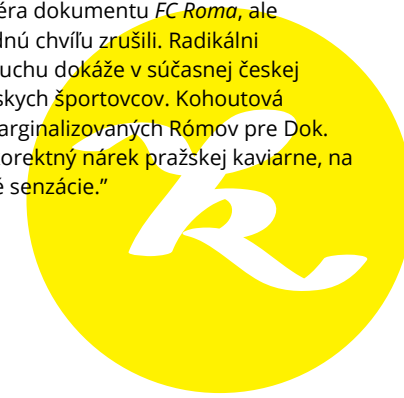 éra dokumentu FC Roma, ale
dnú chvíľu zrušili. Radikálni
uchu dokáže v súčasnej českej
skych športovcov. Kohoutová
arginalizovaných Rómov pre Dok.
orektný nárek pražskej kaviarne, na
é senzácie.”
k